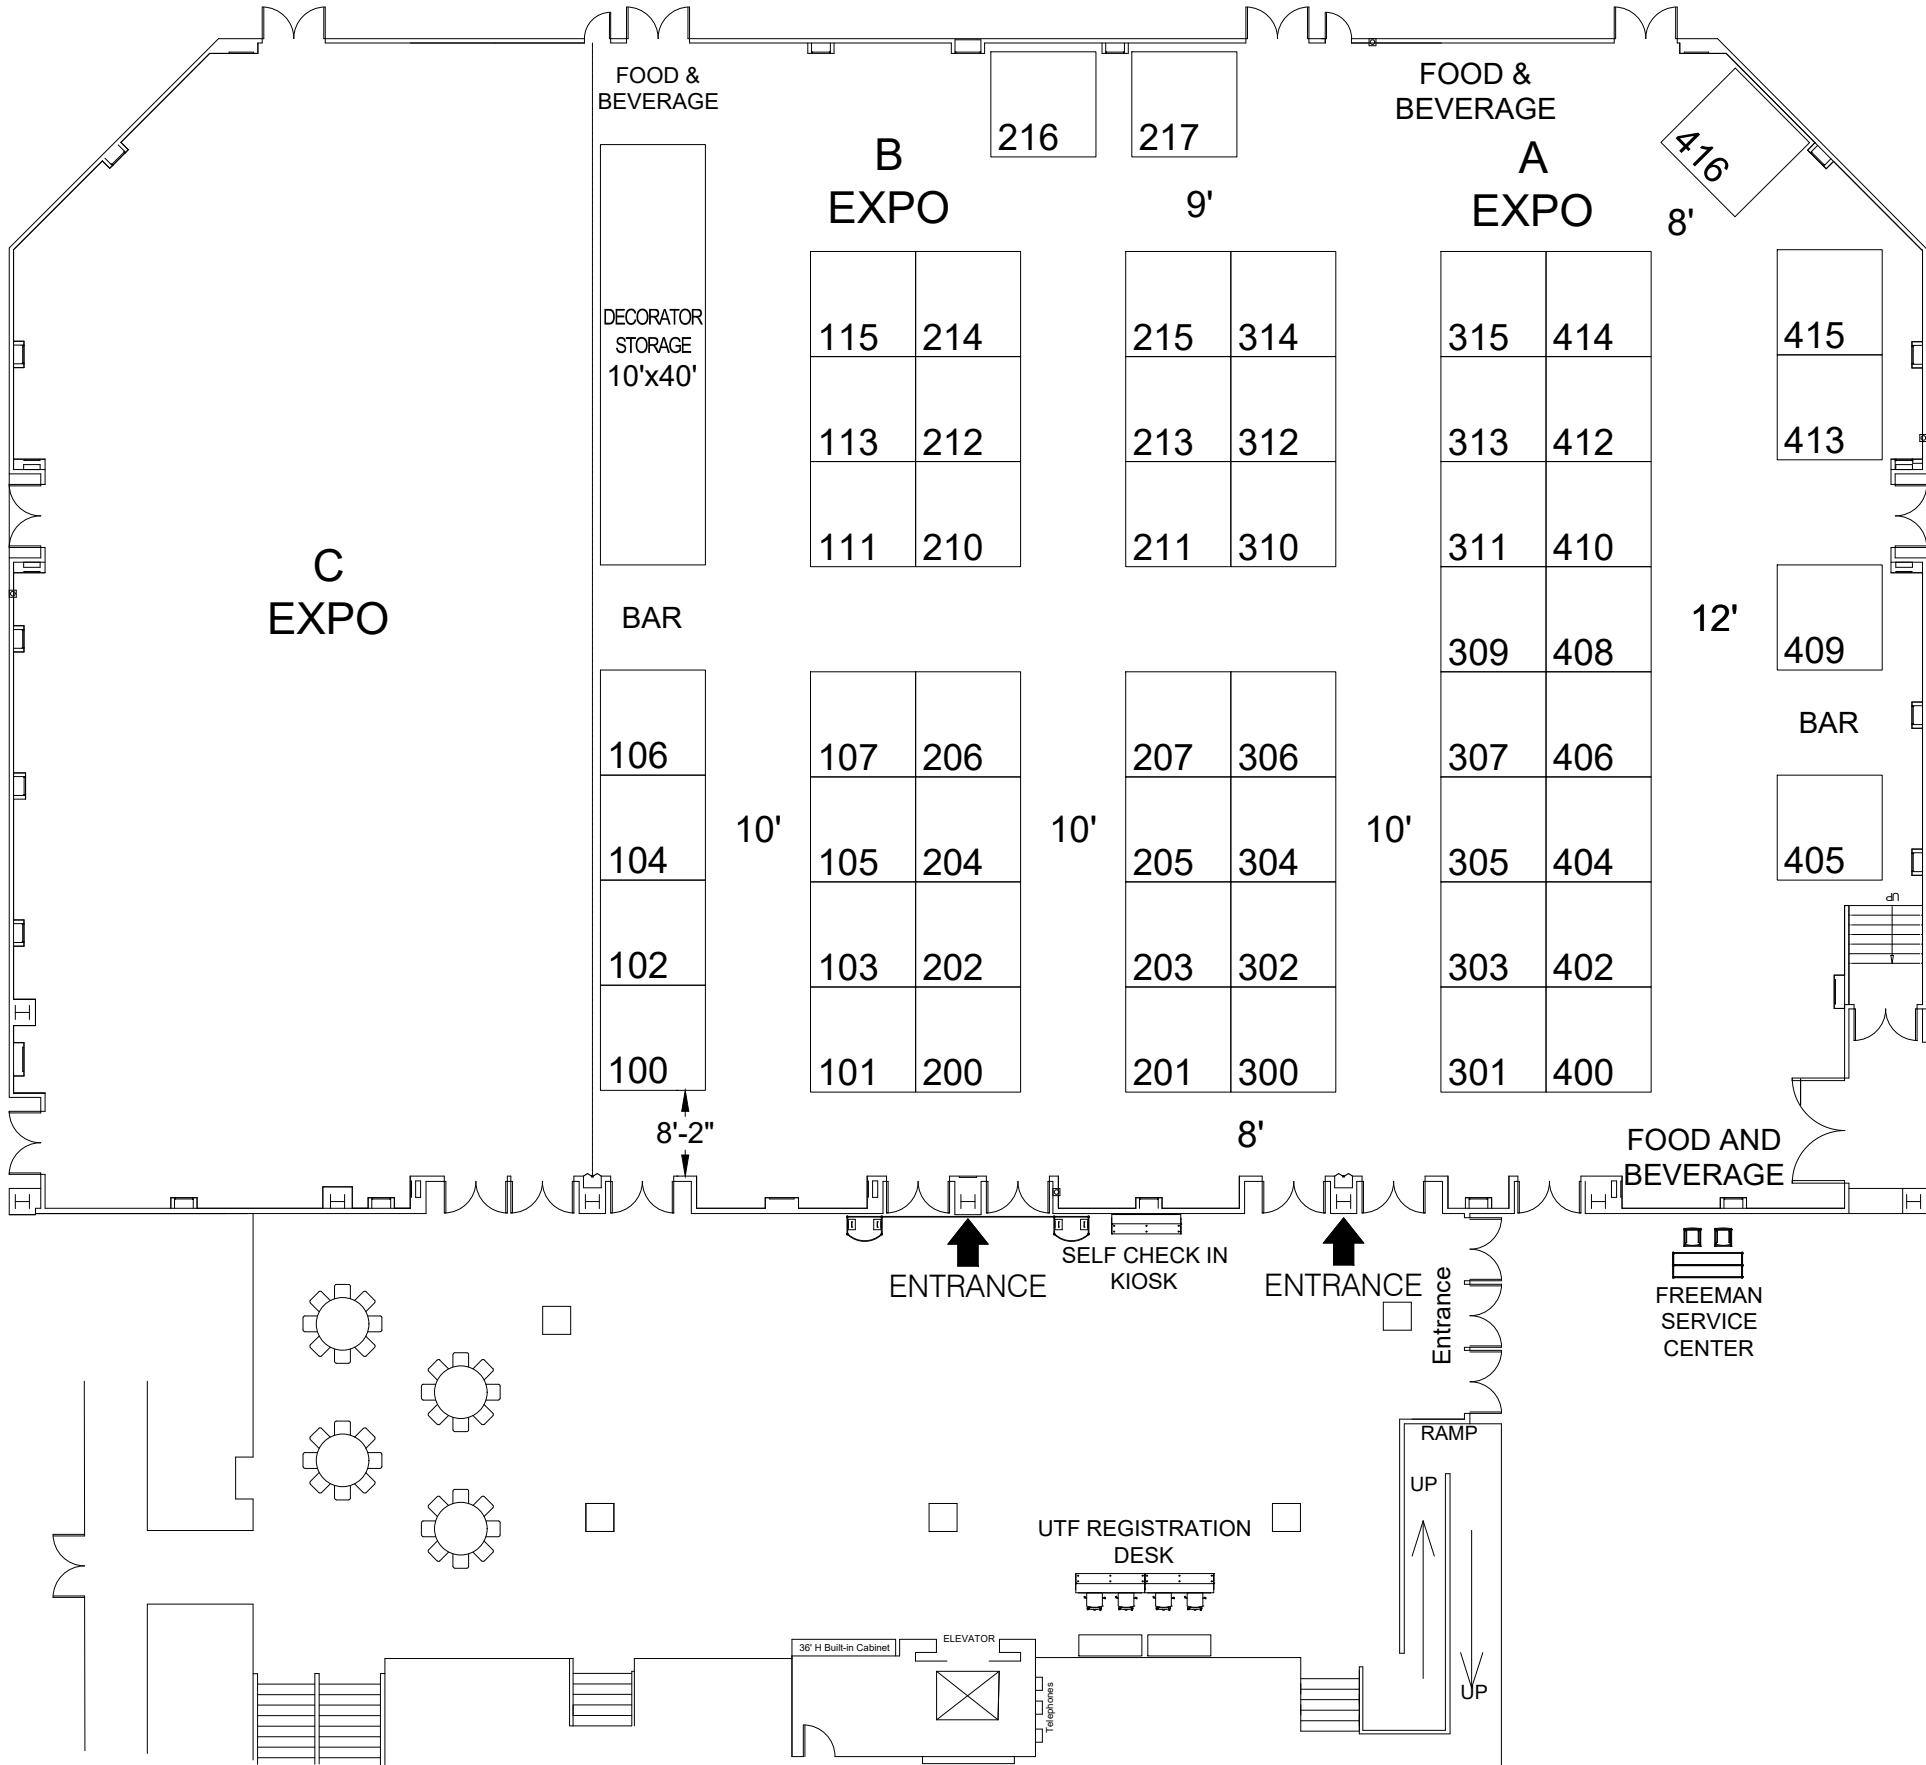 FOOD &
BEVERAGE
FOOD &
BEVERAGE
216
217
416
B
EXPO
A
EXPO
9'
8'
DECORATOR
STORAGE
10'x40'
115
214
215
314
315
414
415
113
212
213
312
313
412
413
111
210
211
310
311
410
C
EXPO
BAR
309
408
12'
409
BAR
106
107
206
207
306
307
406
10'
10'
10'
104
105
204
205
304
305
404
405
UP
102
103
202
203
302
303
402
100
101
200
201
300
301
400
8'-2"
8'
FOOD AND
BEVERAGE
H
H
H
H
H
H
H
H
ENTRANCE
SELF CHECK IN
KIOSK
ENTRANCE
Entrance
FREEMAN
SERVICE
CENTER
RAMP
UP
UTF REGISTRATION
DESK
36' H Built-in Cabinet
ELEVATOR
Telephones
UP